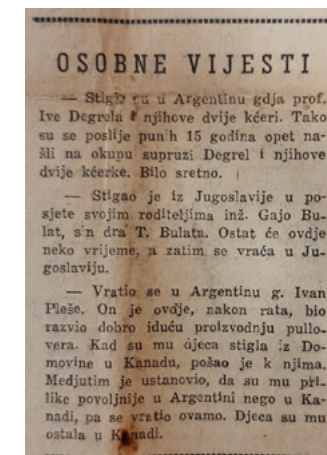 OSOBNE VIJESTI
— Stigle su u Argentinu gdja prof.
Ive Degrela i njihove dvije kćeri. Tako
su se poslije punih 15 godina opet na-
šli na okupu supruzi Degrel i njihove
dvije kćerke. Bilo sretno.
— Stigao je iz Jugoslavije u po-
sjete svojim roditeljima inž. Gajo Bu-
lat, sin dra T. Bulata. Ostat će ovdje
neko vrijeme, a zatim se vraća u Ju-
goslaviju.
— Vratio se u Argentinu g. Ivan
Pleše. On je ovdje, nakon rata, bio
razvio dobro iduću proizvodnju pullo-
vera. Kad su mu djeca stigla iz Do-
movine u Kanadu, pošao je k njima.
Medjutim je ustanovio, da su mu pri-
like povoljnije u Argentini nego u Ka-
nadi, pa se vratio ovamo. Djeca su mu
ostala u Kanadi.